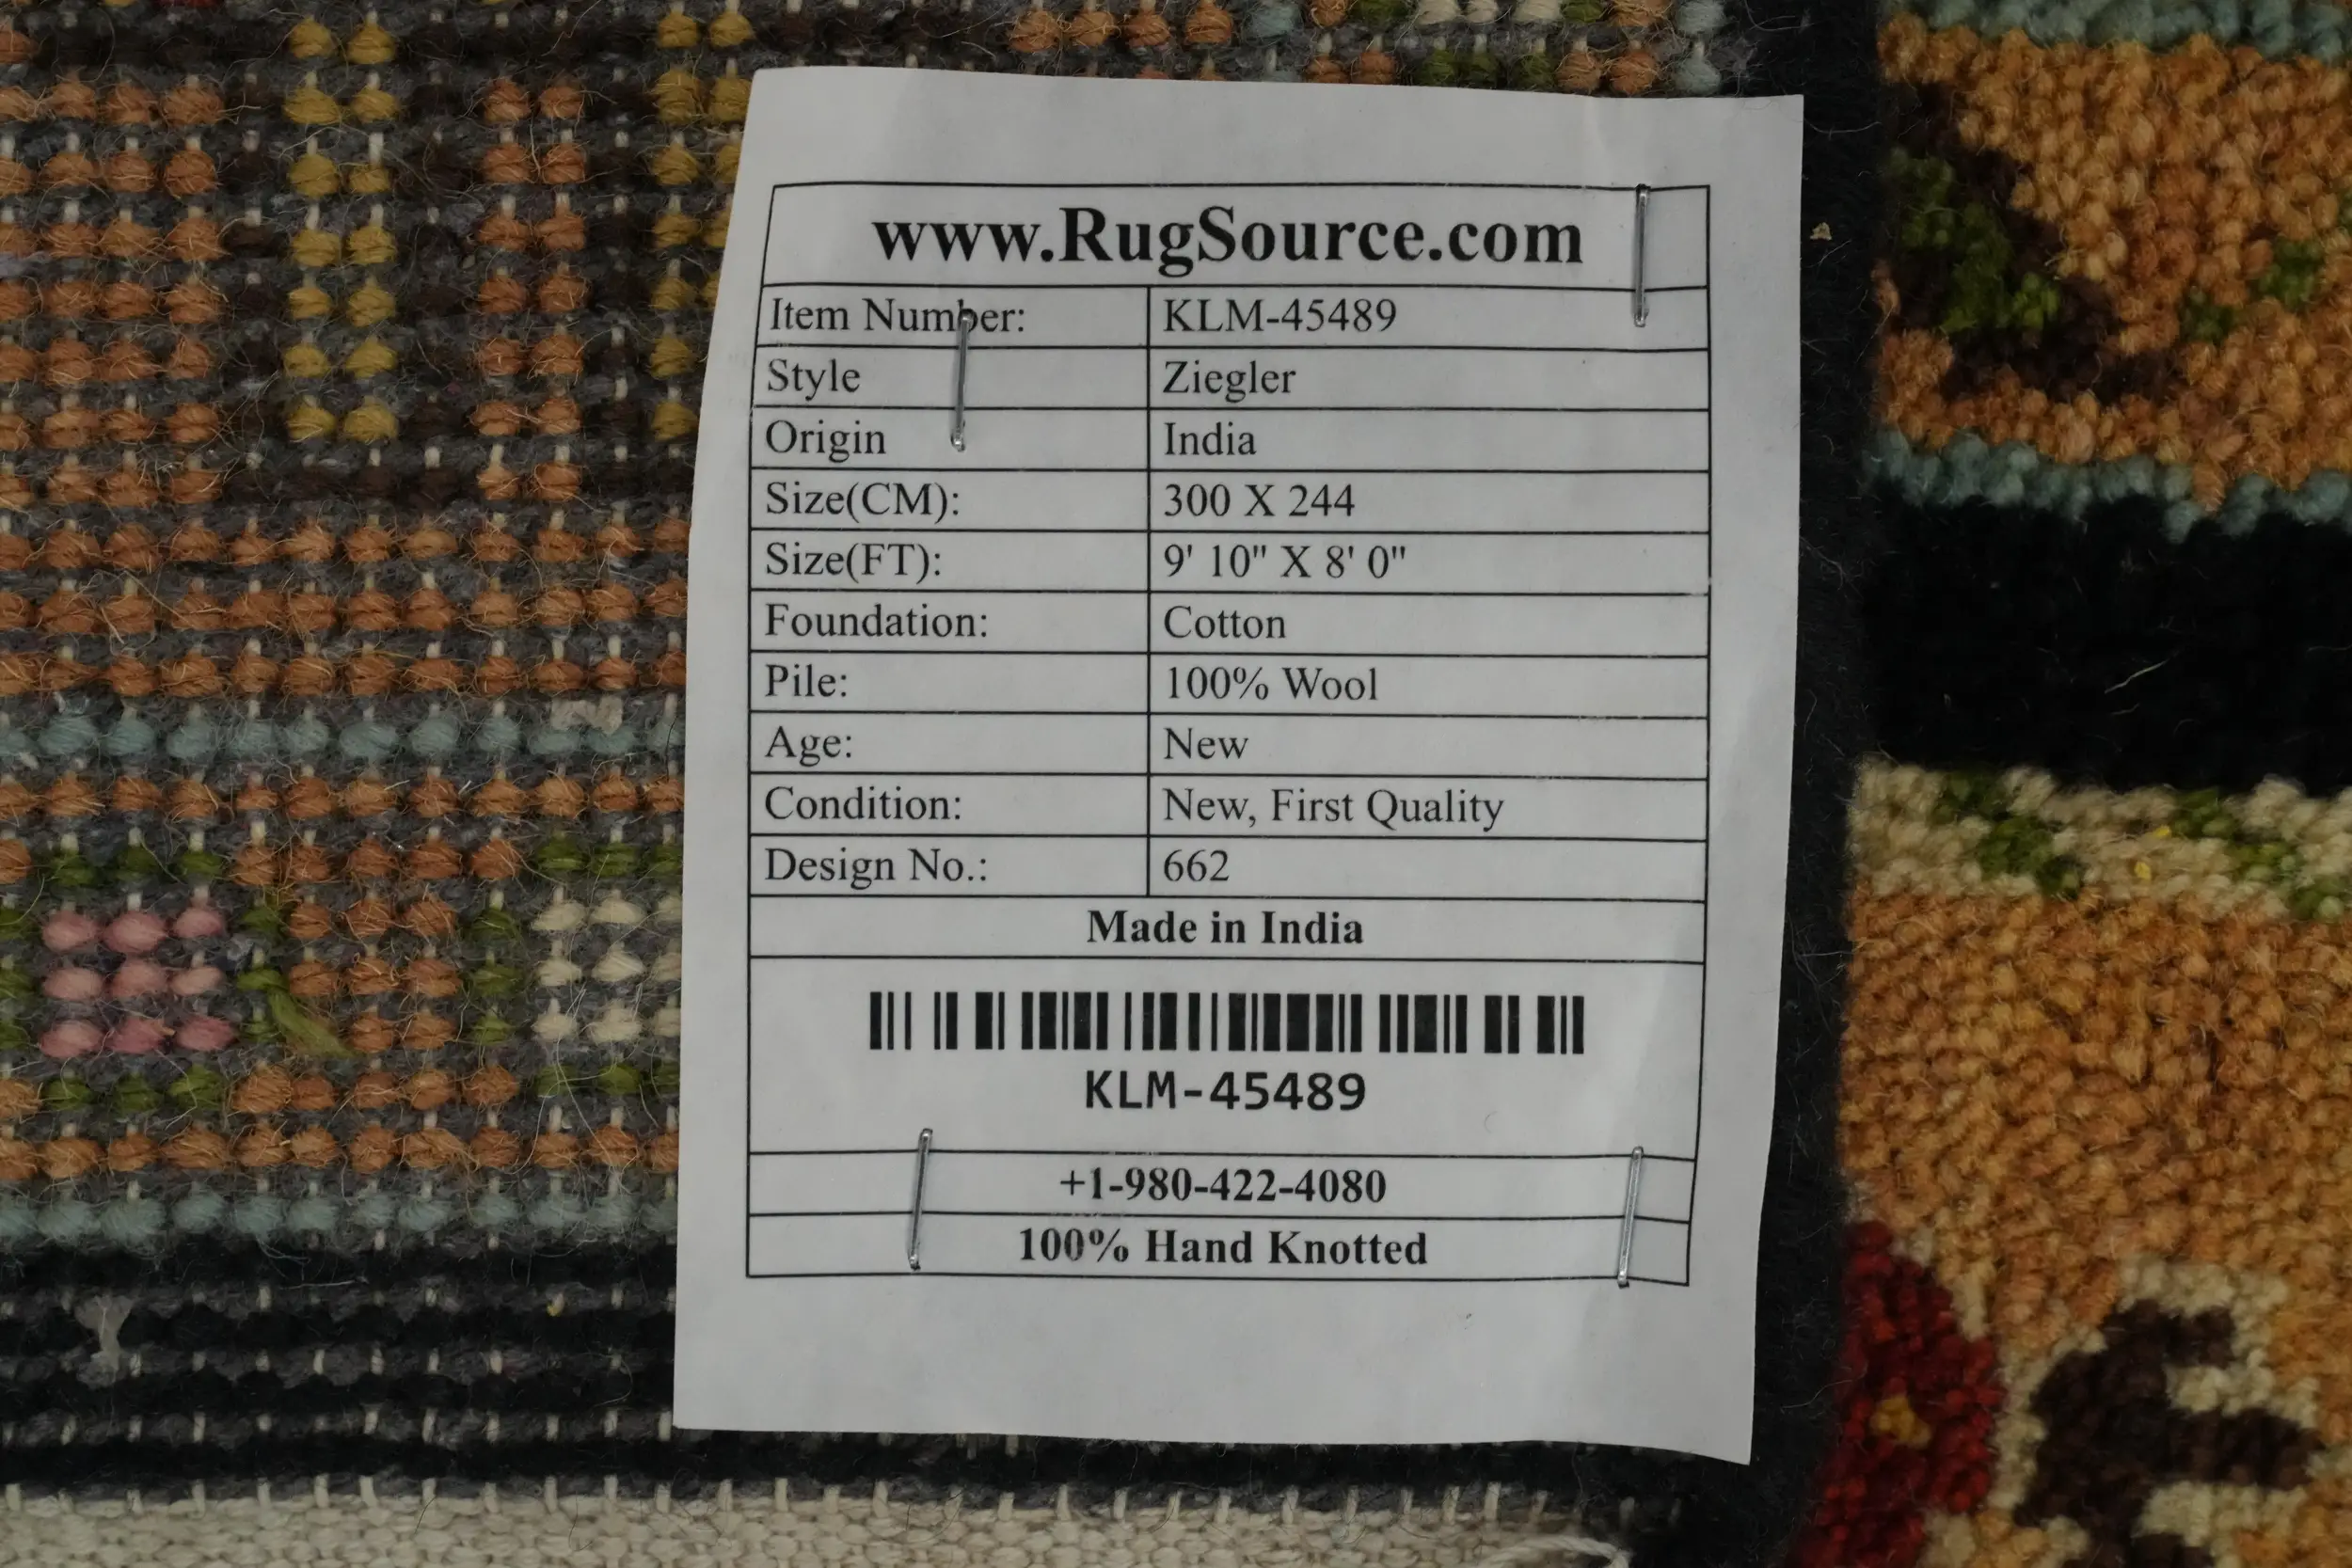 www.RugSource.com
Item Number: KLM-45489
Style Ziegler
Origin India
Size(CM): 300 X 244
Size(FT): 9' 10" X 8' 0"
Foundation: Cotton
Pile: 100% Wool
Age: New
Condition: New, First Quality
Design No.: 662
Made in India
KLM-45489
+1-980-422-4080
100% Hand Knotted